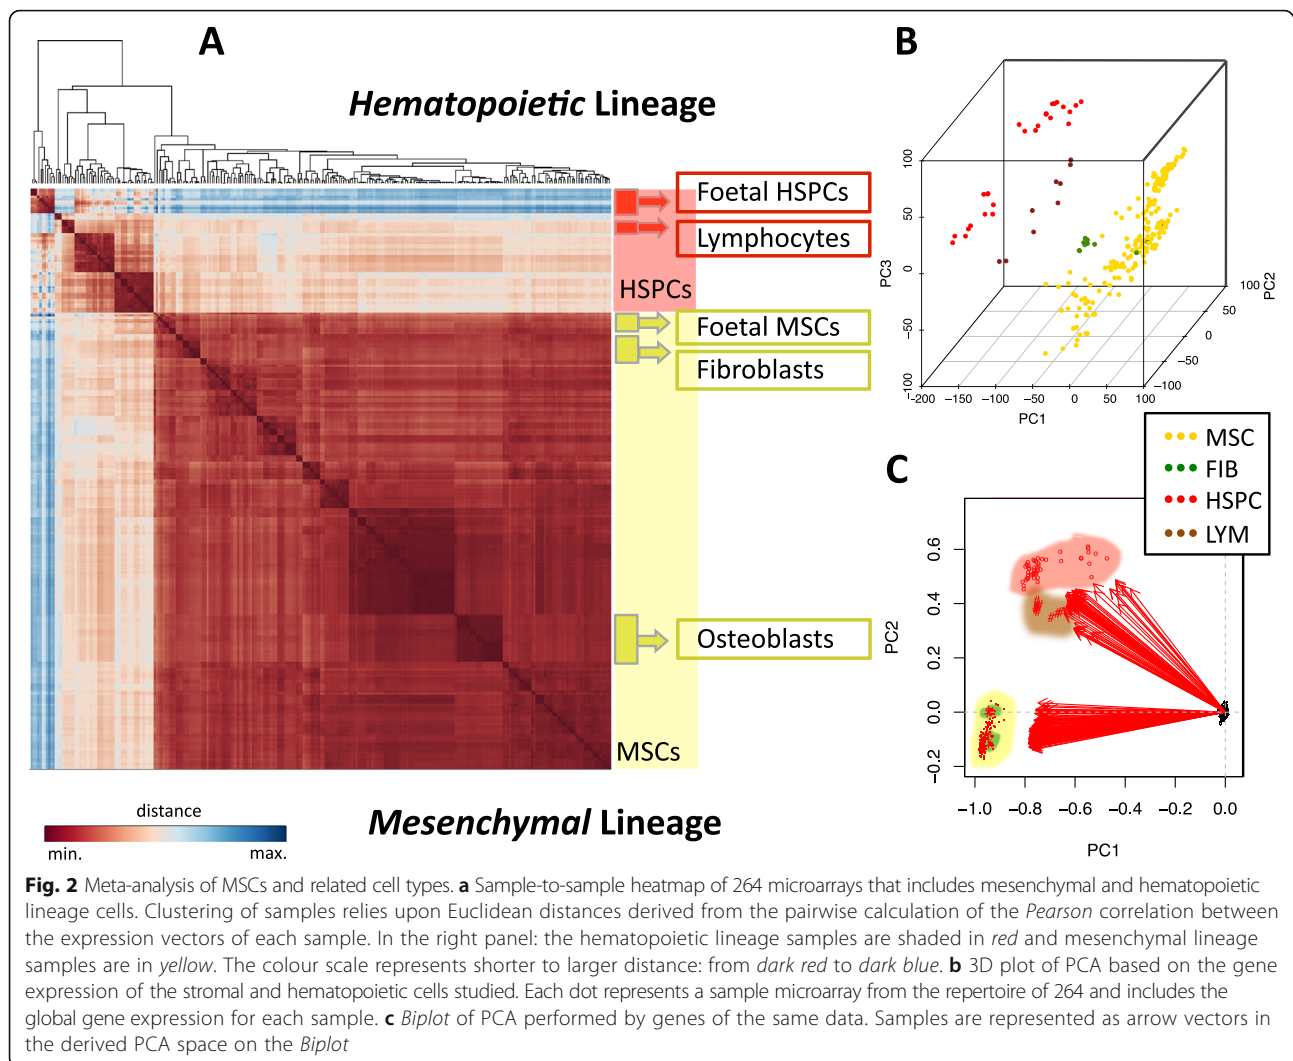 A
Hematopoietic Lineage
Foetal HSPCs
Lymphocytes
HSPCs
Foetal MSCs
Fibroblasts
Osteoblasts
MSCs
distance
min.
max.
Mesenchymal Lineage
B
100
50
0
−50
−100
PC3
−200
−150
−100
−50
0
50
100
PC1
−100
−50
0
50
100
PC2
MSC
FIB
HSPC
LYM
C
0.6
0.4
0.2
0.0
−0.2
PC2
−1.0
−0.8
−0.6
−0.4
−0.2
0.0
PC1
Fig. 2 Meta-analysis of MSCs and related cell types. a Sample-to-sample heatmap of 264 microarrays that includes mesenchymal and hematopoietic
lineage cells. Clustering of samples relies upon Euclidean distances derived from the pairwise calculation of the Pearson correlation between
the expression vectors of each sample. In the right panel: the hematopoietic lineage samples are shaded in red and mesenchymal lineage
samples are in yellow. The colour scale represents shorter to larger distance: from dark red to dark blue. b 3D plot of PCA based on the gene
expression of the stromal and hematopoietic cells studied. Each dot represents a sample microarray from the repertoire of 264 and includes the
global gene expression for each sample. c Biplot of PCA performed by genes of the same data. Samples are represented as arrow vectors in
the derived PCA space on the Biplot